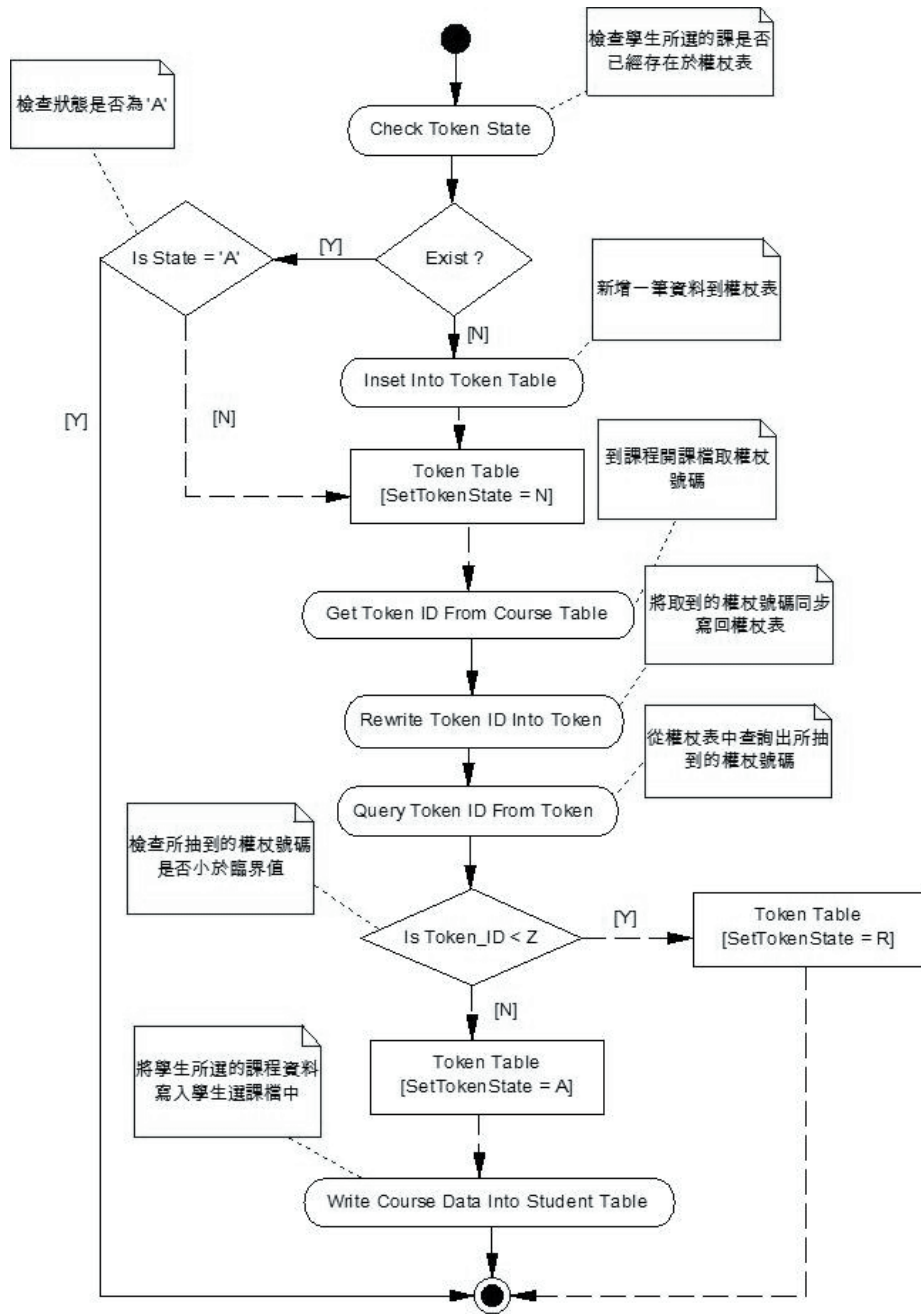 檢查學生所選的課是否
已經存在於權杖表
檢查狀態是否為 'A'
Check Token State
Is State = 'A'
[Y]
Exist ?
新增一筆資料到權杖表
[N]
Inset Into Token Table
[Y]
[N]
到課程開課檔取權杖
號碼
Token Table
[SetTokenState = N]
Get Token ID From Course Table
將取到的權杖號碼同步
寫回權杖表
Rewrite Token ID Into Token
從權杖表中查詢出所抽
到的權杖號碼
Query Token ID From Token
檢查所抽到的權杖號碼
是否小於臨界值
Is Token_ID < Z
[Y]
Token Table
[SetTokenState = R]
[N]
將學生所選的課程資料
寫入學生選課檔中
Token Table
[SetTokenState = A]
Write Course Data Into Student Table